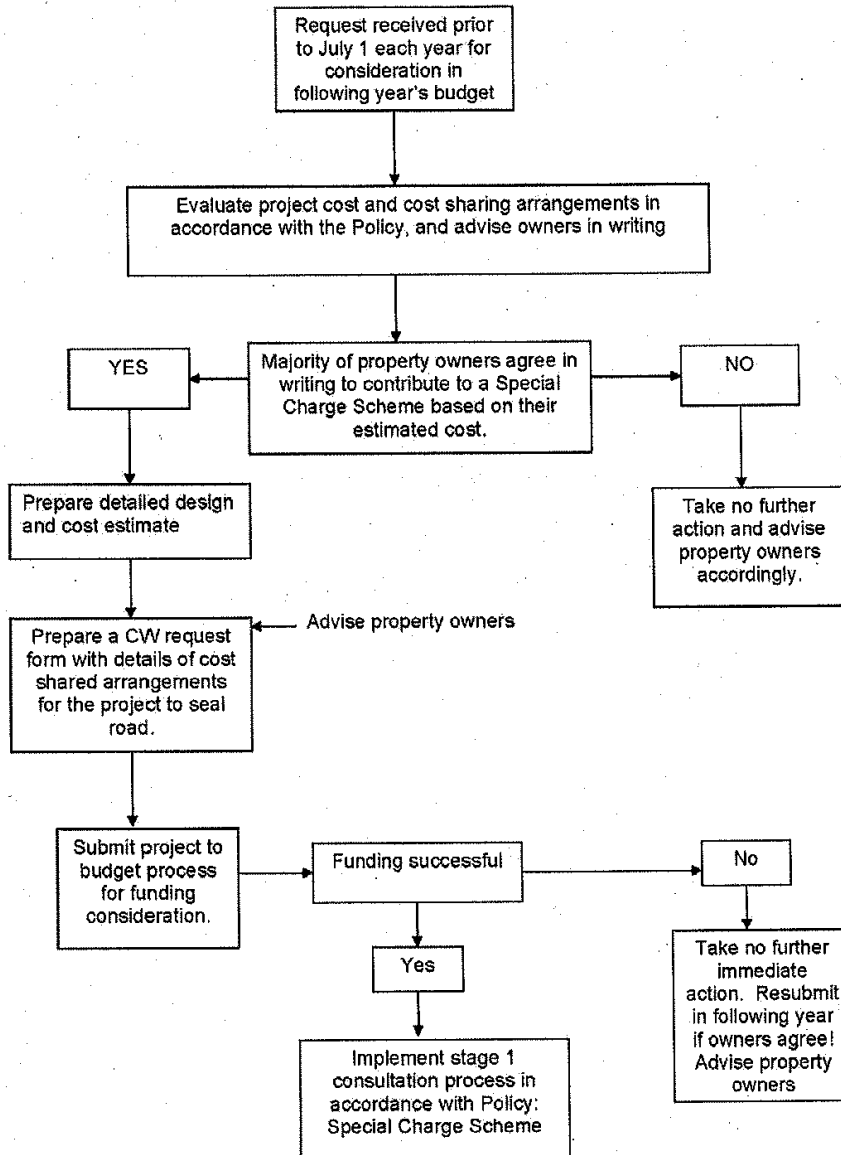 Request received prior
to July 1 each year for
consideration in
following year's budget
Evaluate project cost and cost sharing arrangements in
accordance with the Policy, and advise owners in writing
YES
Majority of property owners agree in
writing to contribute to a Special
Charge Scheme based on their
estimated cost.
NO
Prepare detailed design
and cost estimate
Take no further
action and advise
property owners
accordingly.
Prepare a CW request
form with details of cost
shared arrangements
for the project to seal
road.
Advise property owners
Submit project to
budget process
for funding
consideration.
Funding successful
No
Yes
Take no further
immediate
action. Resubmit
in following year
if owners agree!
Advise property
owners
Implement stage 1
consultation process in
accordance with Policy:
Special Charge Scheme